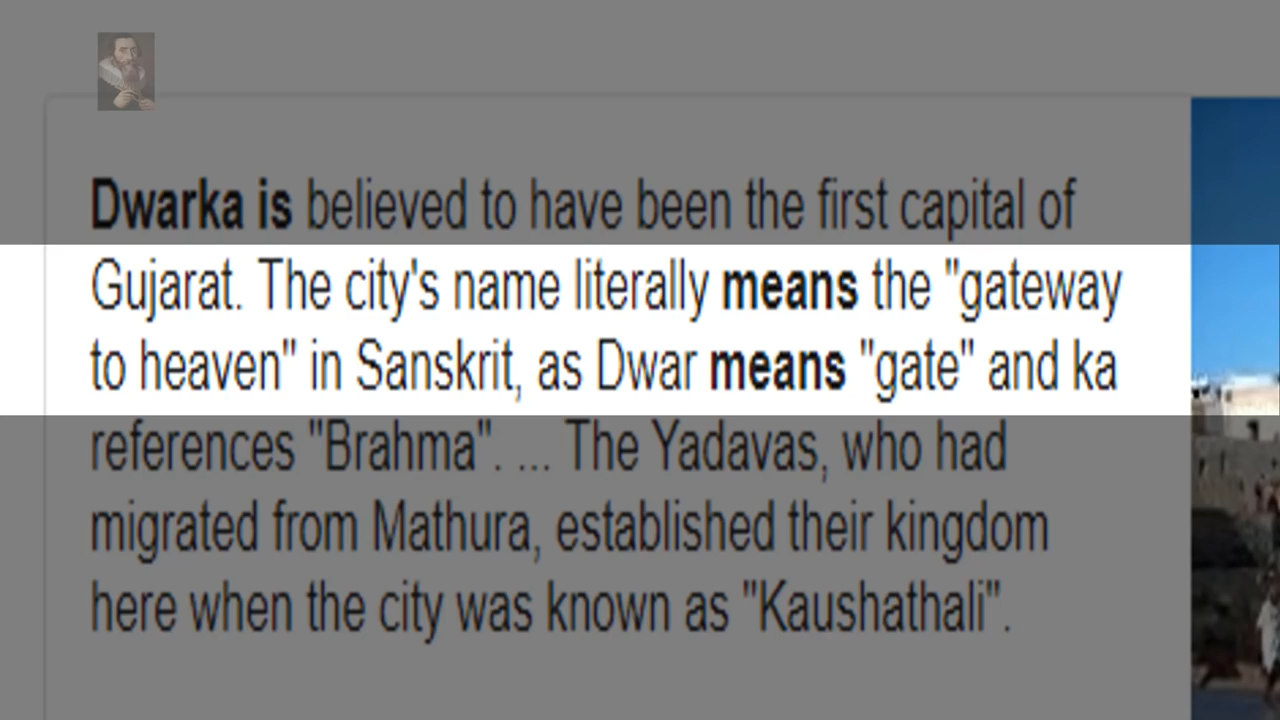 Dwarka is believed to have been the first capital of
Gujarat. The city's name literally means the "gateway
to heaven" in Sanskrit, as Dwar means "gate" and ka
references "Brahma". ... The Yadavas, who had
migrated from Mathura, established their kingdom
here when the city was known as "Kaushathali".